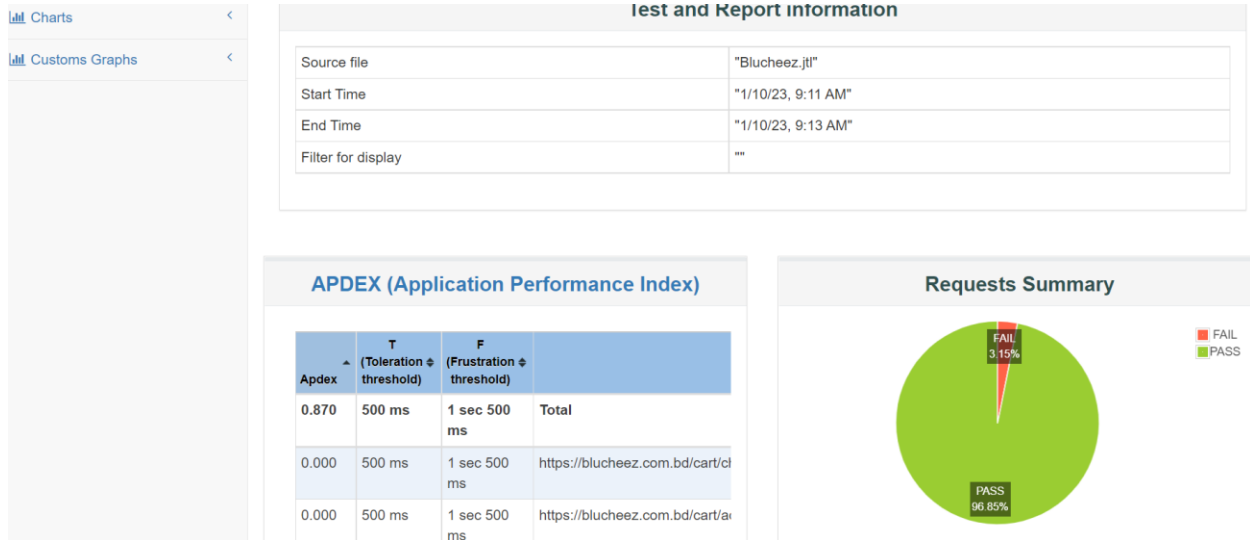 Charts
Customs Graphs
Test and Report information
Source file "Blucheez.jtl"
Start Time "1/10/23, 9:11 AM"
End Time "1/10/23, 9:13 AM"
Filter for display ""
APDEX (Application Performance Index)
Apdex T (Toleration threshold) F (Frustration threshold)
0.870 500 ms 1 sec 500 ms Total
0.000 500 ms 1 sec 500 ms https://blucheez.com.bd/cart/
0.000 500 ms 1 sec 500 ms https://blucheez.com.bd/cart/
Requests Summary
FAIL
3.15%
PASS
96.85%
FAIL
PASS